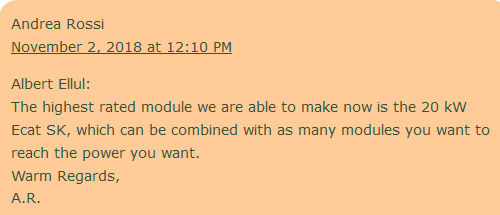 Andrea Rossi
November 2, 2018 at 12:10 PM
Albert Ellul:
The highest rated module we are able to make now is the 20 kW
Ecat SK, which can be combined with as many modules you want to
reach the power you want.
Warm Regards,
A.R.